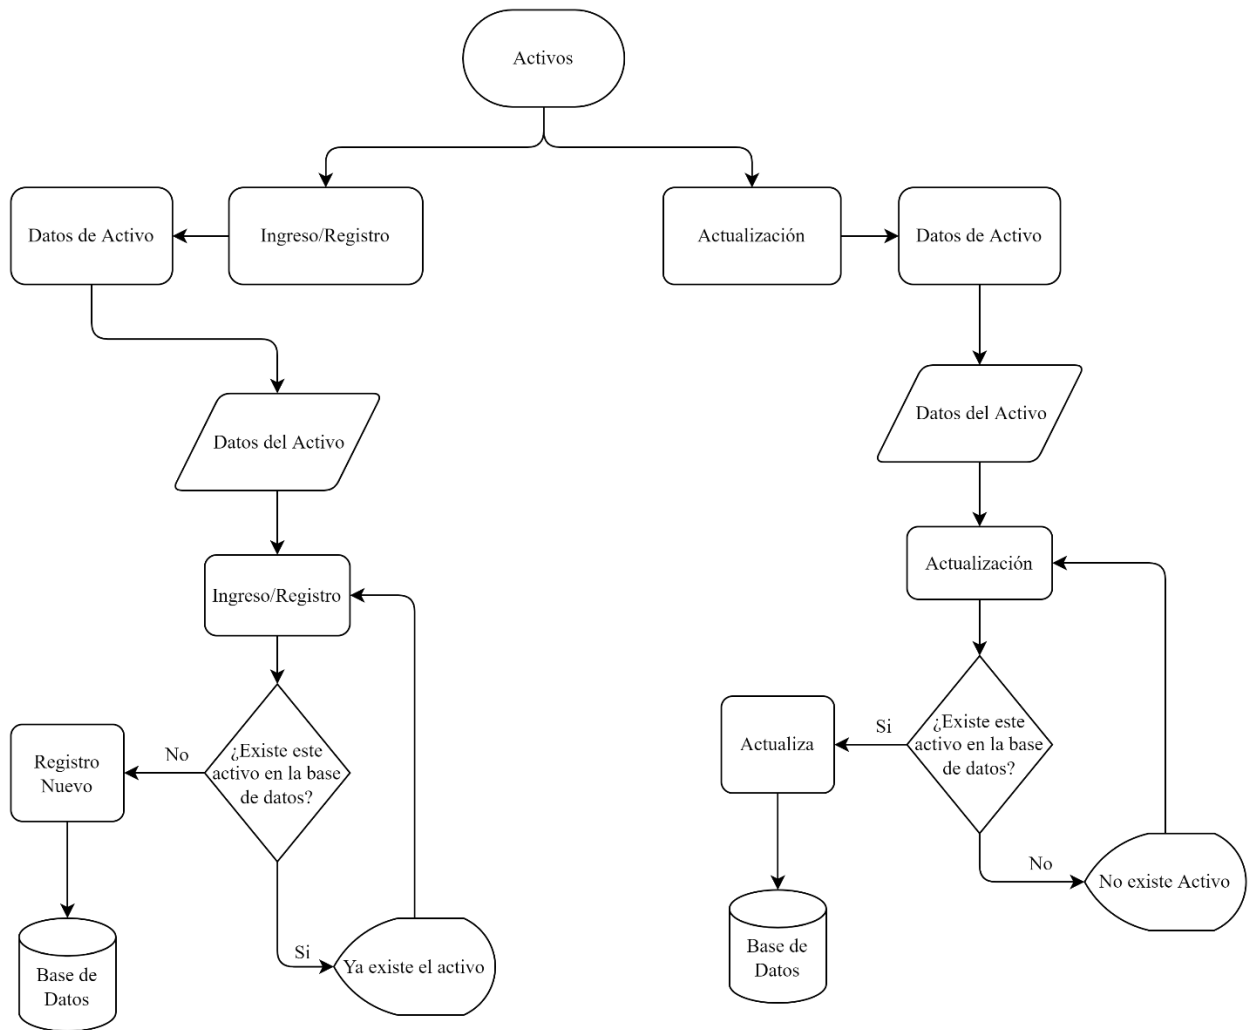 Activos
Datos de Activo
Ingreso/Registro
Actualización
Datos de Activo
Datos del Activo
Datos del Activo
Ingreso/Registro
Actualización
¿Existe este
activo en la base
de datos?
No
Registro
Nuevo
Si
Ya existe el activo
Base de
Datos
¿Existe este
activo en la base
de datos?
Si
Actualiza
No
No existe Activo
Base de
Datos